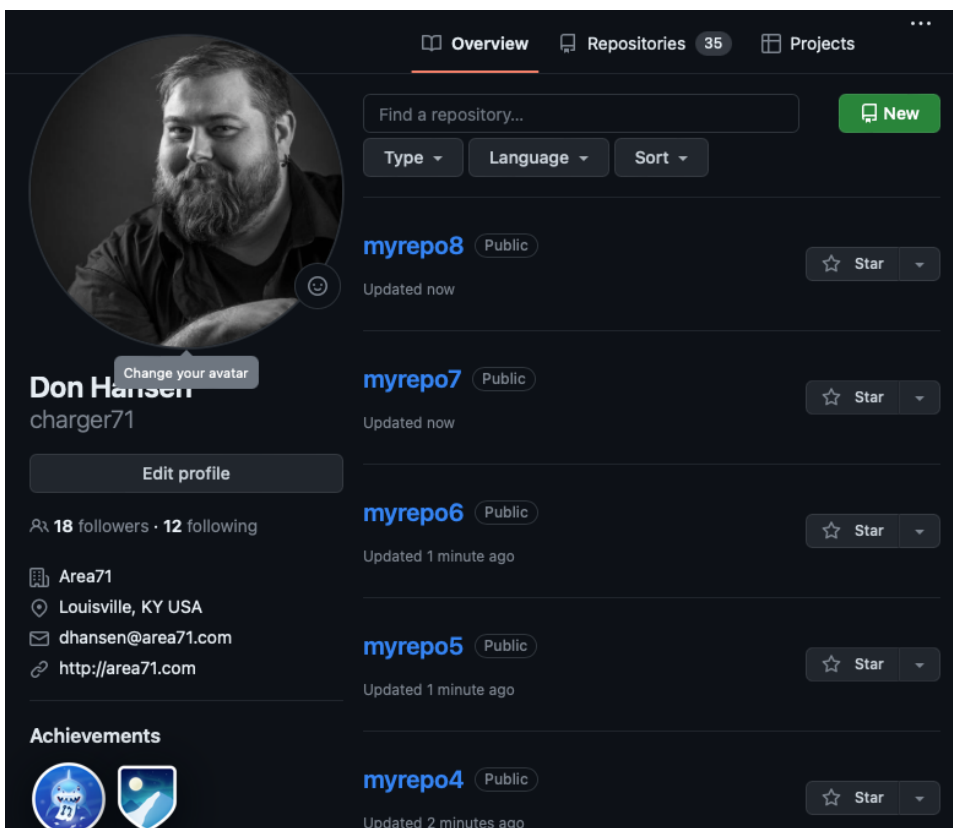 Overview Repositories 35 Projects ...
Find a repository... New
Type Language Sort
myrepo8 Public Star
Updated now
myrepo7 Public Star
Updated now
myrepo6 Public Star
Updated 1 minute ago
myrepo5 Public Star
Updated 1 minute ago
myrepo4 Public Star
Updated 2 minutes ago
Change your avatar
Don Hansen
charger71
Edit profile
18 followers · 12 following
Area71
Louisville, KY USA
dhansen@area71.com
http://area71.com
Achievements